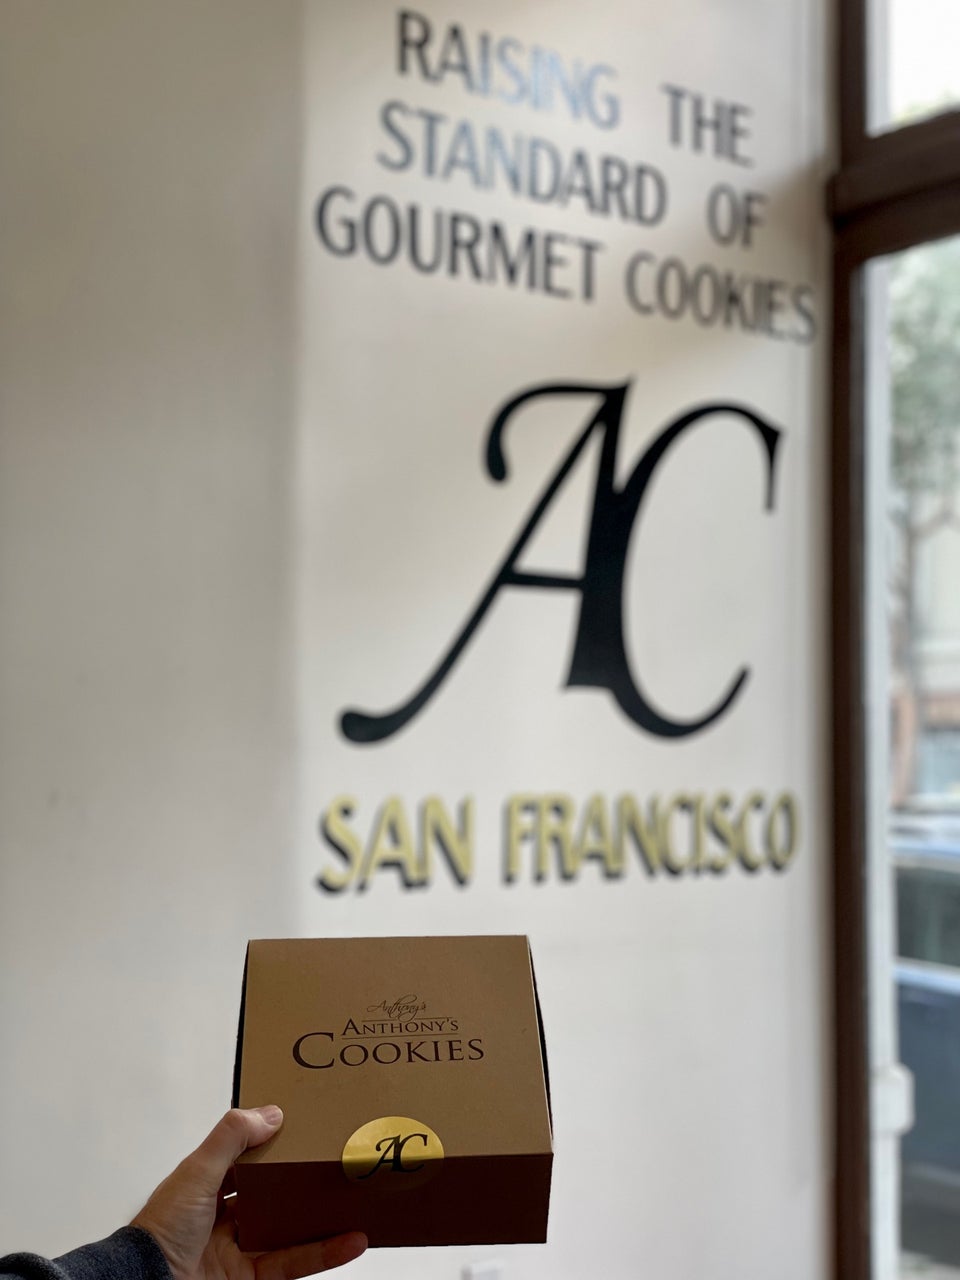 RAISING THE
STANDARD OF
GOURMET COOKIES
AC
SAN FRANCISCO
Anthony's
ANTHONY'S
COOKIES
AC